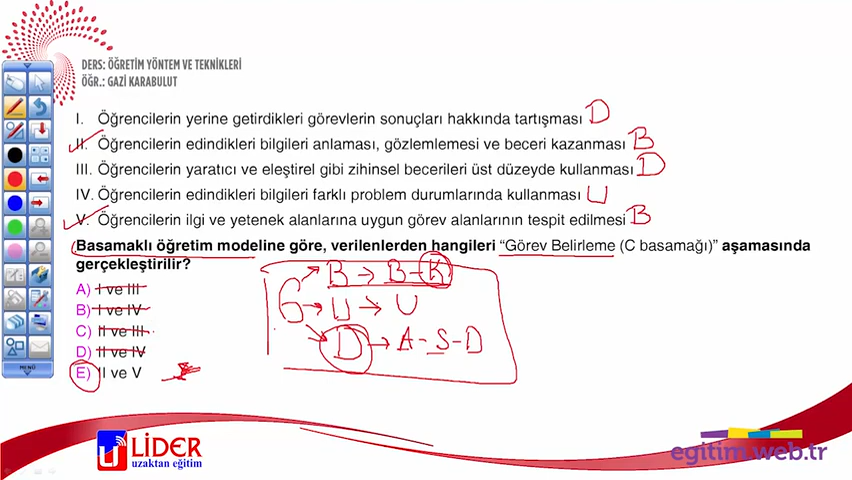 DERS: ÖĞRETİM YÖNTEM VE TEKNİKLERİ
ÖĞR.: GAZİ KARABULUT
I. Öğrencilerin yerine getirdikleri görevlerin sonuçları hakkında tartışması D
II. Öğrencilerin edindikleri bilgileri anlaması, gözlemlemesi ve beceri kazanması B
III. Öğrencilerin yaratıcı ve eleştirel gibi zihinsel becerileri üst düzeyde kullanması D
IV. Öğrencilerin edindikleri bilgileri farklı problem durumlarında kullanması U
V. Öğrencilerin ilgi ve yetenek alanlarına uygun görev alanlarının tespit edilmesi B
Basamaklı öğretim modeline göre, verilenlerden hangileri “Görev Belirleme (C basamağı)” aşamasında
gerçekleştirilir?
A) I ve III
B) I ve IV
C) II ve III
D) II ve IV
E) II ve V
B → B - K
G → U → U
D → A - S - D
MENÜ
LİDER
uzaktan eğitim
egitim.web.tr